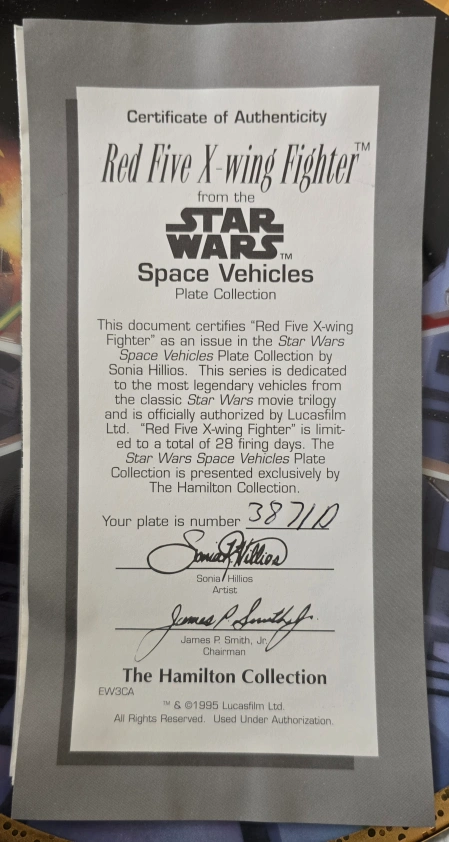 Certificate of Authenticity
Red Five X-wing Fighter™
from the
STAR
WARS™
Space Vehicles
Plate Collection
This document certifies "Red Five X-wing
Fighter" as an issue in the Star Wars
Space Vehicles Plate Collection by
Sonia Hillios. This series is dedicated
to the most legendary vehicles from
the classic Star Wars movie trilogy
and is officially authorized by Lucasfilm
Ltd. "Red Five X-wing Fighter" is limit-
ed to a total of 28 firing days. The
Star Wars Space Vehicles Plate
Collection is presented exclusively by
The Hamilton Collection.
Your plate is number 3871D
Sonia R Hillios
Sonia Hillios
Artist
James P. Smith Jr.
James P. Smith, Jr.
Chairman
The Hamilton Collection
EW3CA
™ & ©1995 Lucasfilm Ltd.
All Rights Reserved. Used Under Authorization.